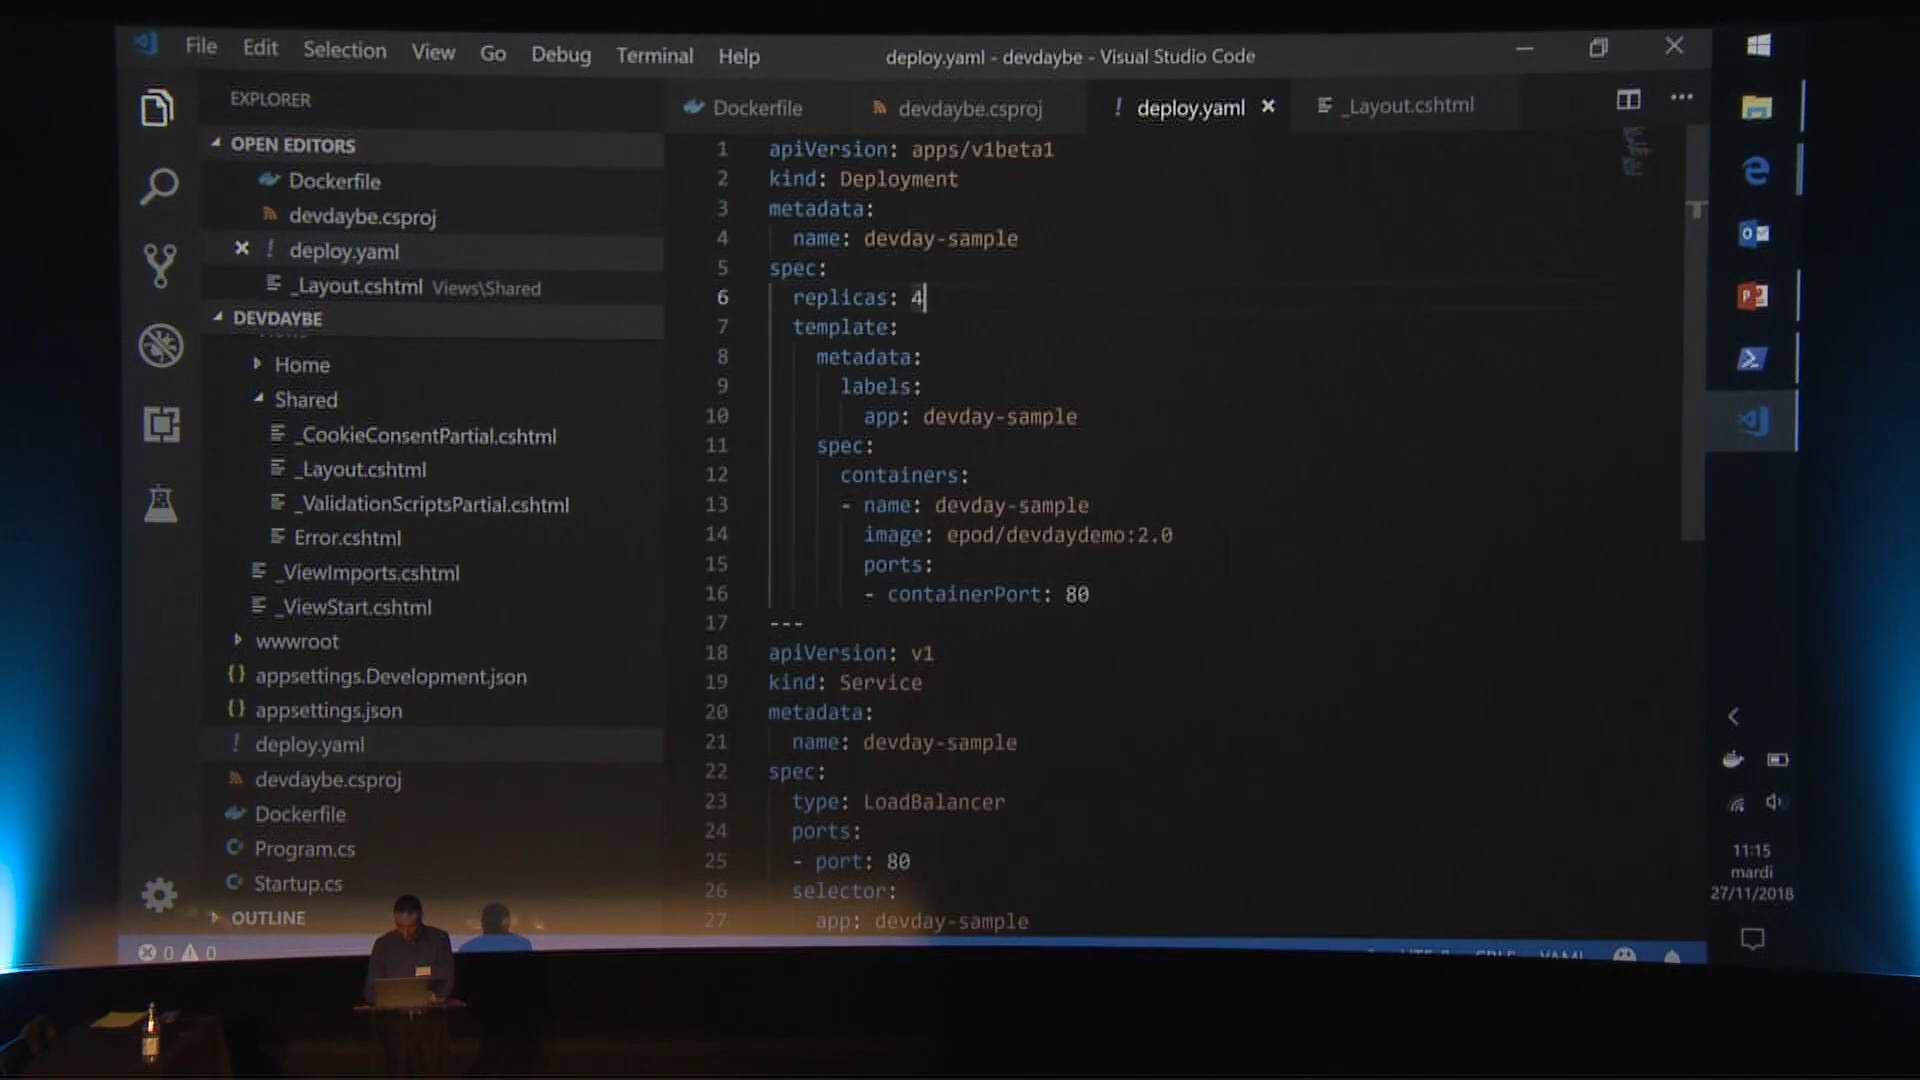 File Edit Selection View Go Debug Terminal Help
deploy.yaml - devdaybe - Visual Studio Code
EXPLORER
OPEN EDITORS
Dockerfile
devdaybe.csproj
deploy.yaml
_Layout.cshtml Views\Shared
DEVDAYBE
Home
Shared
_CookieConsentPartial.cshtml
_Layout.cshtml
_ValidationScriptsPartial.cshtml
Error.cshtml
_ViewImports.cshtml
_ViewStart.cshtml
wwwroot
{} appsettings.Development.json
{} appsettings.json
! deploy.yaml
devdaybe.csproj
Dockerfile
Program.cs
Startup.cs
OUTLINE
0 0
Dockerfile devdaybe.csproj ! deploy.yaml _Layout.cshtml
1 apiVersion: apps/v1beta1
2 kind: Deployment
3 metadata:
4 name: devday-sample
5 spec:
6 replicas: 4
7 template:
8 metadata:
9 labels:
10 app: devday-sample
11 spec:
12 containers:
13 - name: devday-sample
14 image: epod/devdaydemo:2.0
15 ports:
16 - containerPort: 80
17 ---
18 apiVersion: v1
19 kind: Service
20 metadata:
21 name: devday-sample
22 spec:
23 type: LoadBalancer
24 ports:
25 - port: 80
26 selector:
27 app: devday-sample
UTF-8 CRLF YAML
11:15
mardi
27/11/2018